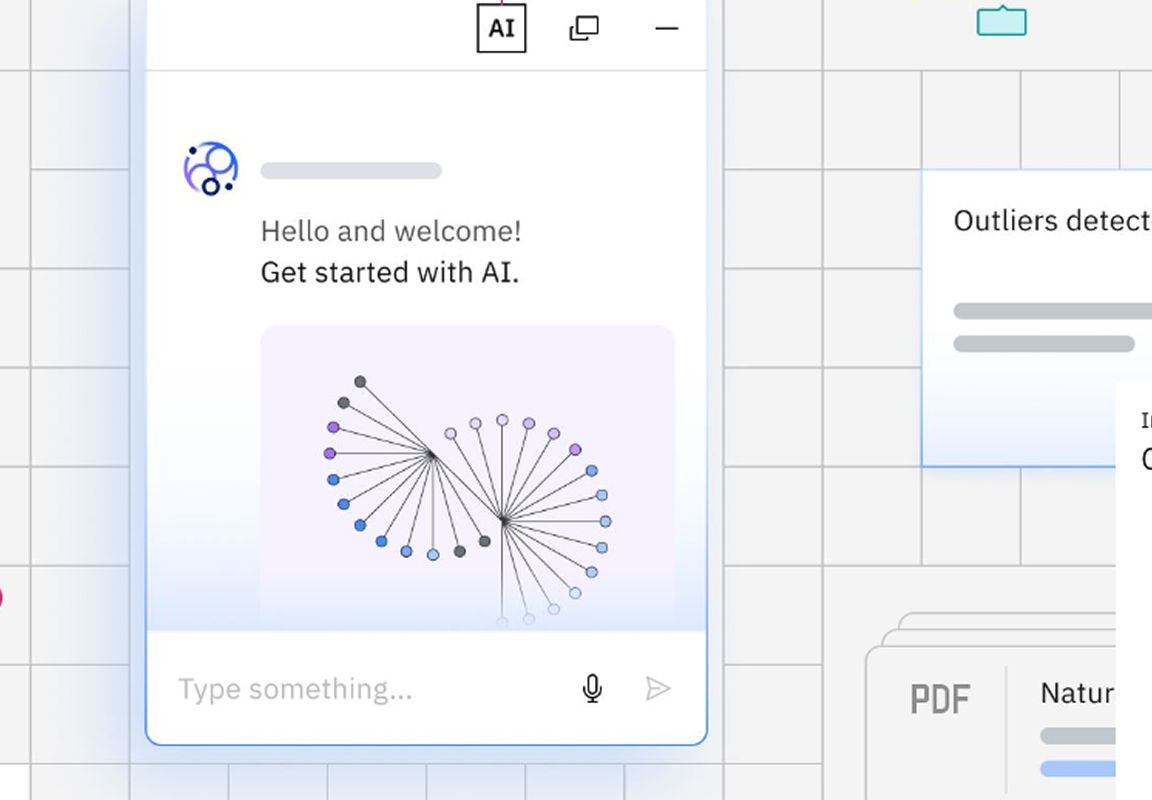 AI
Hello and welcome!
Get started with AI.
Type something...
Outliers detect
PDF
Natur